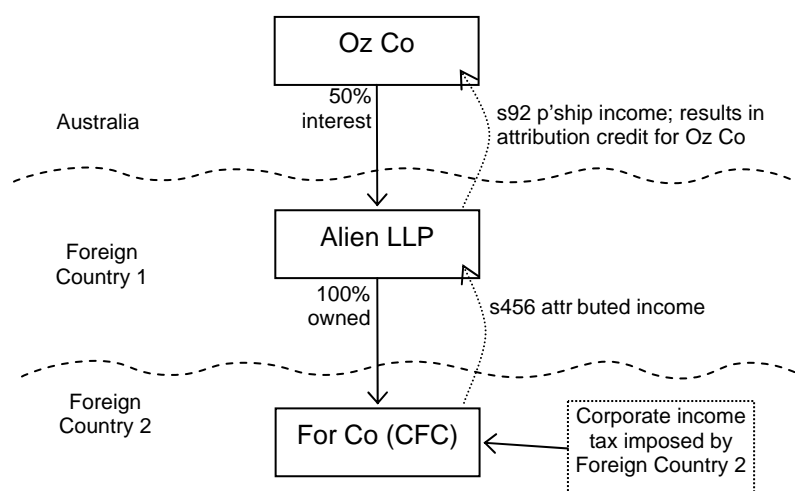 Oz Co
50%
interest
s92 p'ship income; results in
attribution credit for Oz Co
Australia
Alien LLP
Foreign
Country 1
100%
owned
s456 attr buted income
Foreign
Country 2
For Co (CFC)
Corporate income
tax imposed by
Foreign Country 2